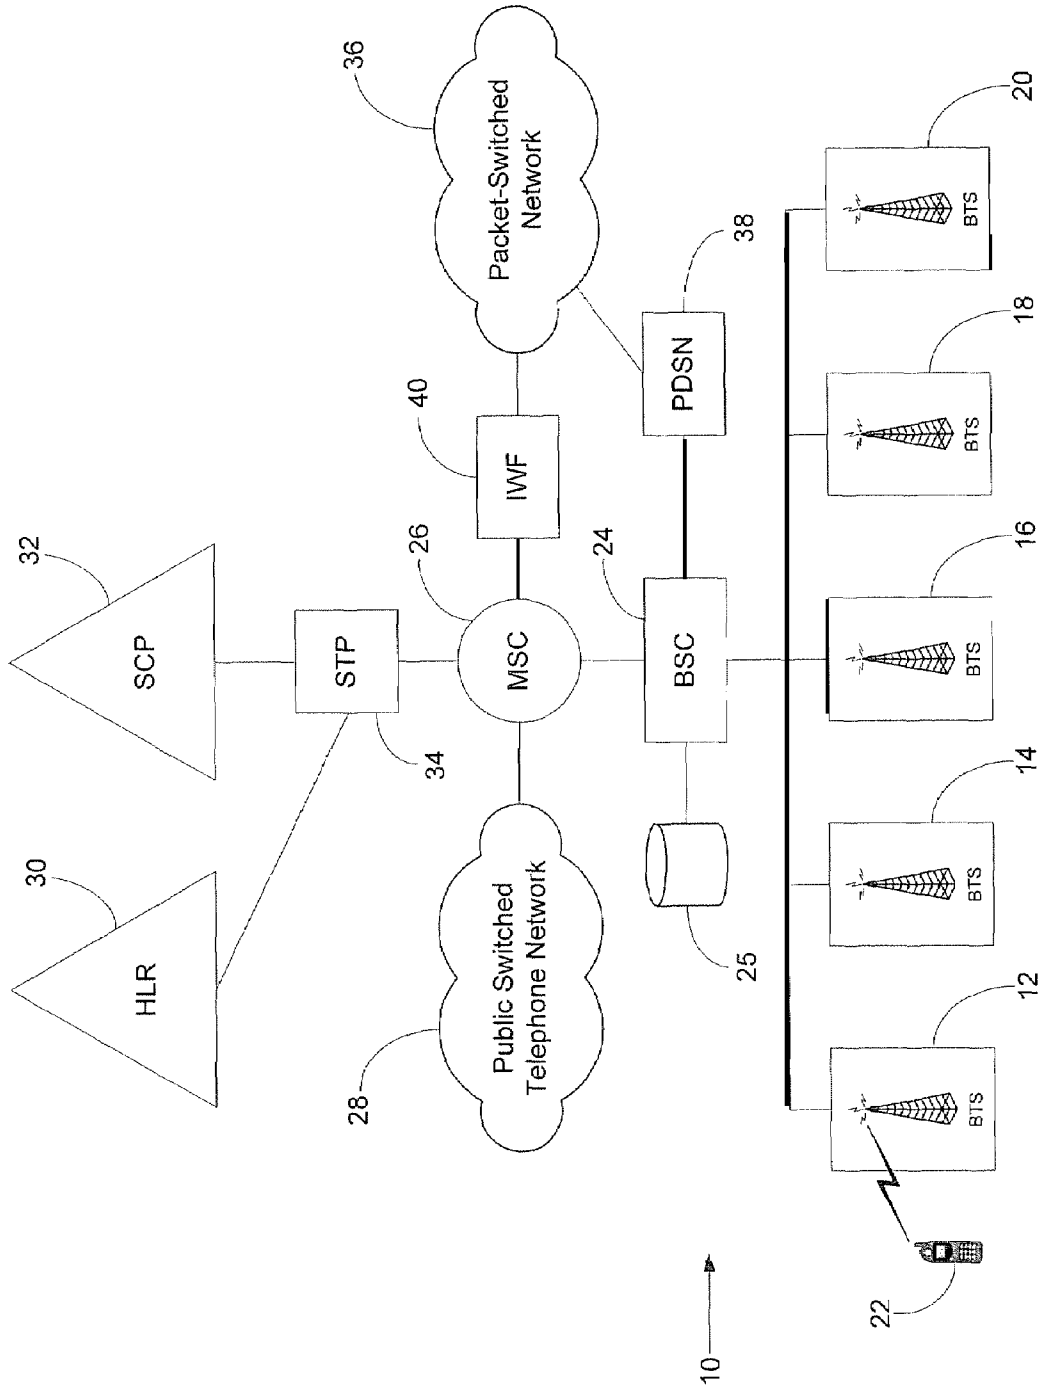 HLR
30
SCP
32
STP
34
Public Switched
Telephone Network
28
MSC
26
IWF
40
Packet-Switched
Network
36
25
BSC
24
PDSN
38
10
22
BTS
12
BTS
14
BTS
16
BTS
18
BTS
20